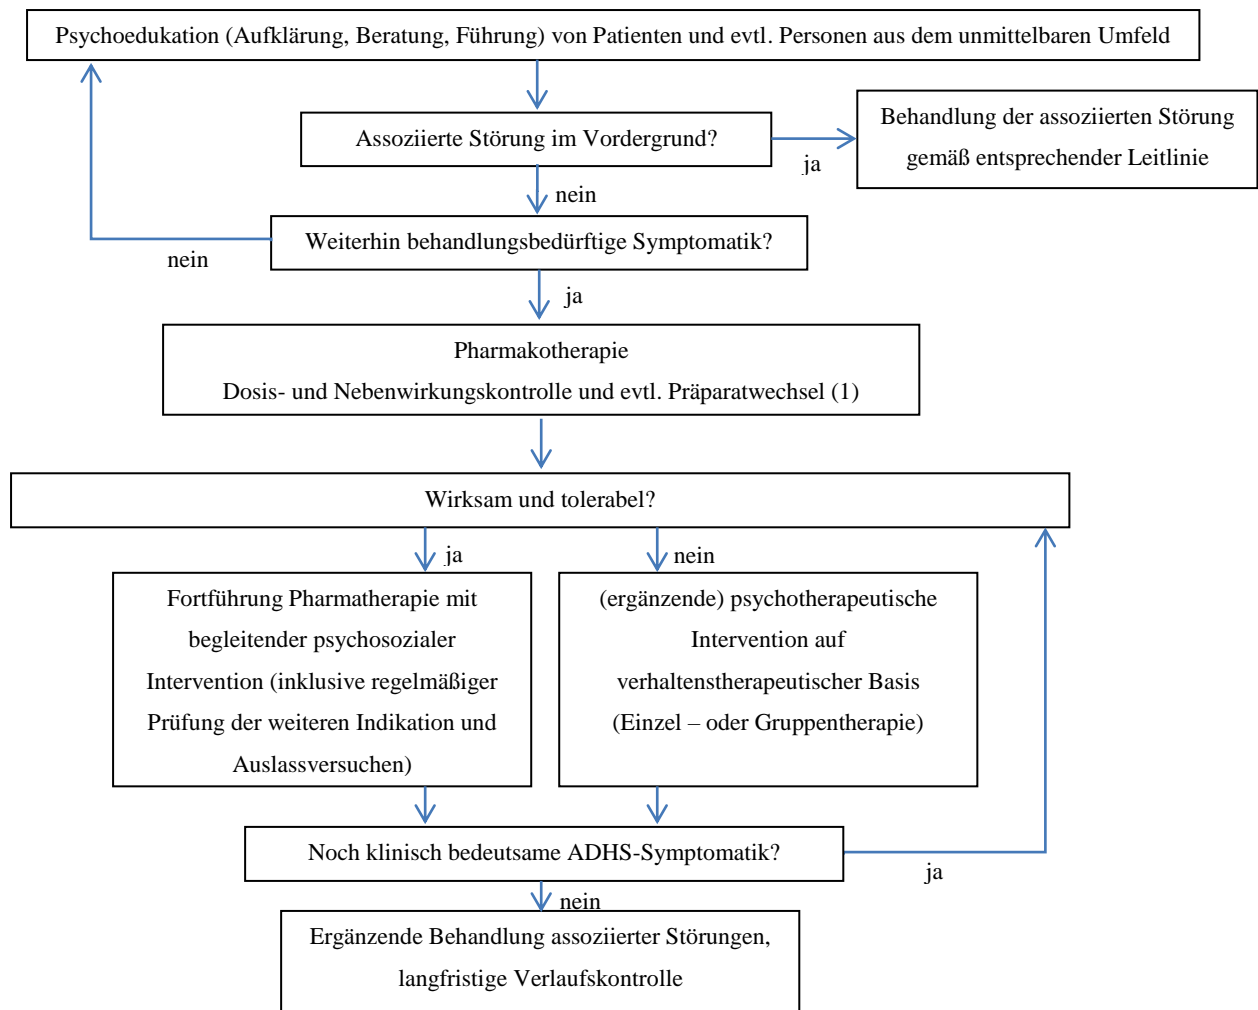 Psychoedukation (Aufklärung, Beratung, Führung) von Patienten und evtl. Personen aus dem unmittelbaren Umfeld
Assoziierte Störung im Vordergrund?
ja
Behandlung der assoziierten Störung
gemäß entsprechender Leitlinie
nein
Weiterhin behandlungsbedürftige Symptomatik?
nein
ja
Pharmakotherapie
Dosis- und Nebenwirkungskontrolle und evtl. Präparatwechsel (1)
Wirksam und tolerabel?
ja
nein
Fortführung Pharmatherapie mit
begleitender psychosozialer
Intervention (inklusive regelmäßiger
Prüfung der weiteren Indikation und
Auslassversuchen)
(ergänzende) psychotherapeutische
Intervention auf
verhaltenstherapeutischer Basis
(Einzel – oder Gruppentherapie)
Noch klinisch bedeutsame ADHS-Symptomatik?
ja
nein
Ergänzende Behandlung assoziierter Störungen,
langfristige Verlaufskontrolle